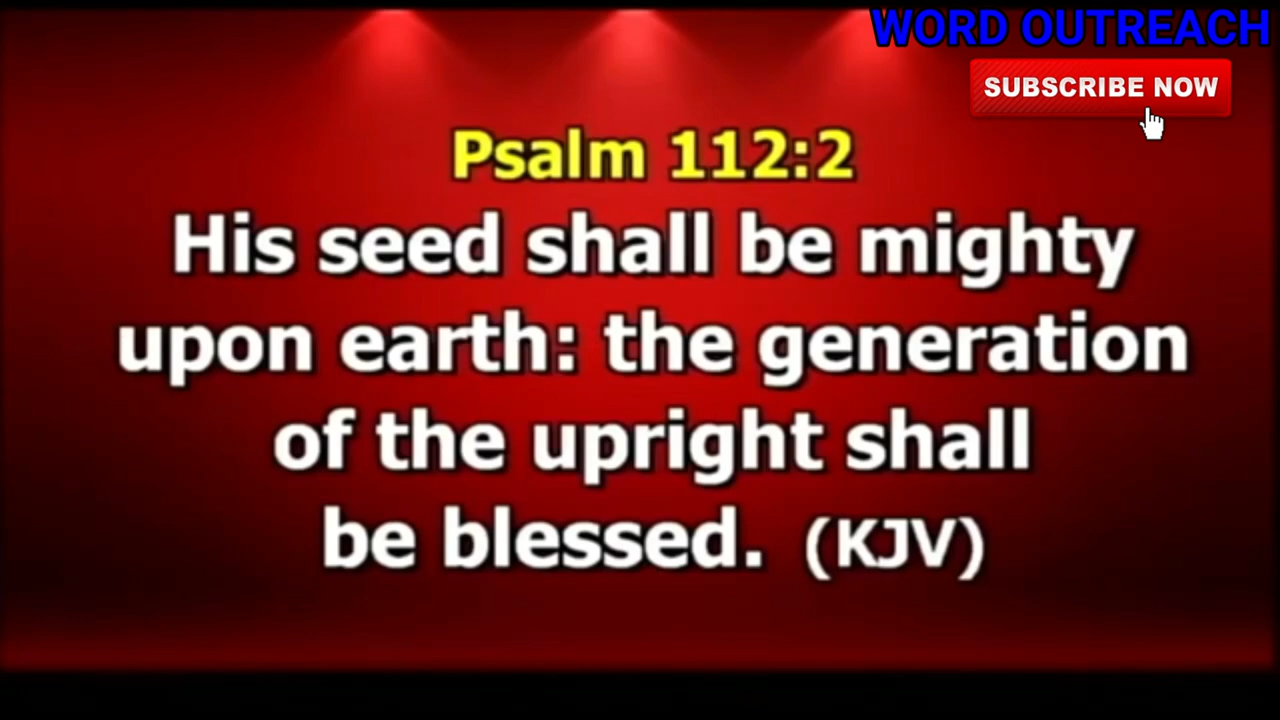 WORD OUTREACH
SUBSCRIBE NOW
Psalm 112:2
His seed shall be mighty
upon earth: the generation
of the upright shall
be blessed. (KJV)